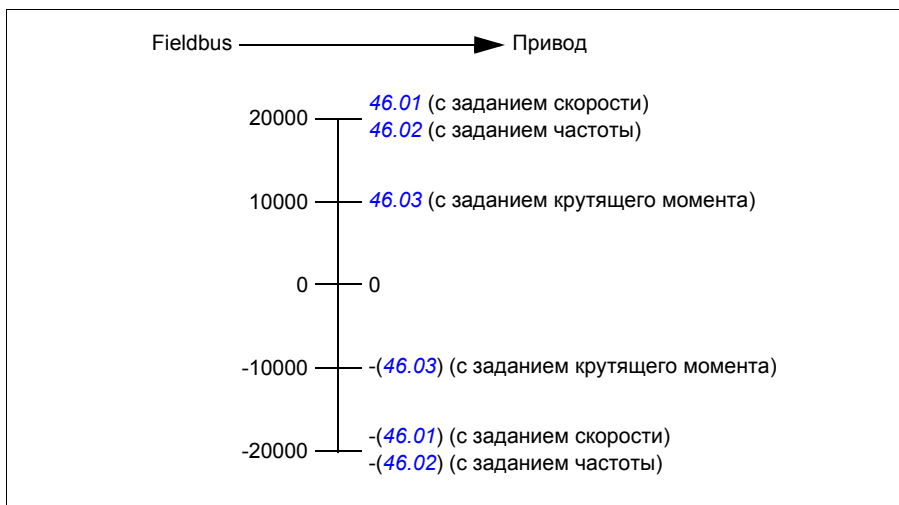 Fieldbus Привод
46.01 (с заданием скорости)
20000
46.02 (с заданием частоты)
10000 46.03 (с заданием крутящего момента)
0 0
-10000 -(46.03) (с заданием крутящего момента)
-(46.01) (с заданием скорости)
-20000
-(46.02) (с заданием частоты)